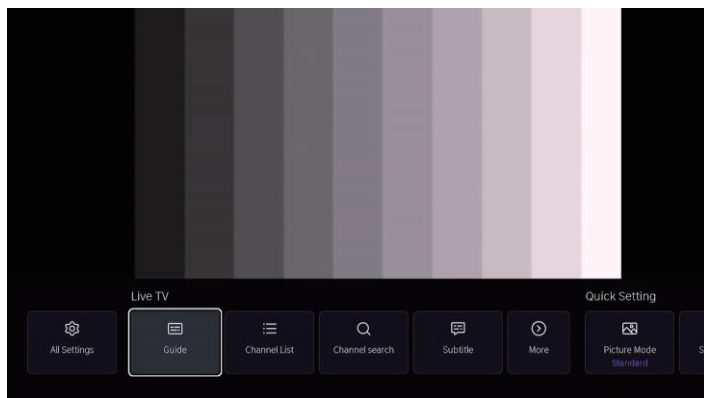 Live TV
Quick Setting
All Settings
Guide
Channel List
Channel search
Subtitle
More
Picture Mode
Standard
S